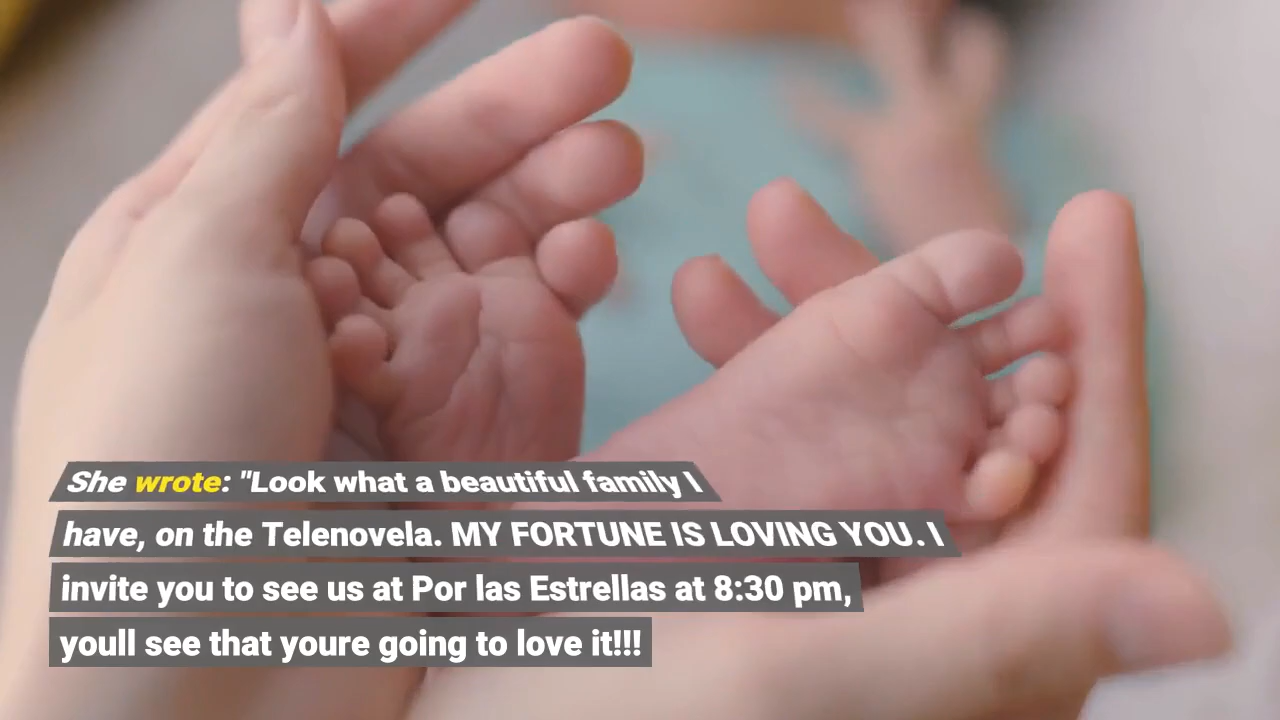 She wrote: "Look what a beautiful family I
have, on the Telenovela. MY FORTUNE IS LOVING YOU. I
invite you to see us at Por las Estrellas at 8:30 pm,
youll see that youre going to love it!!!